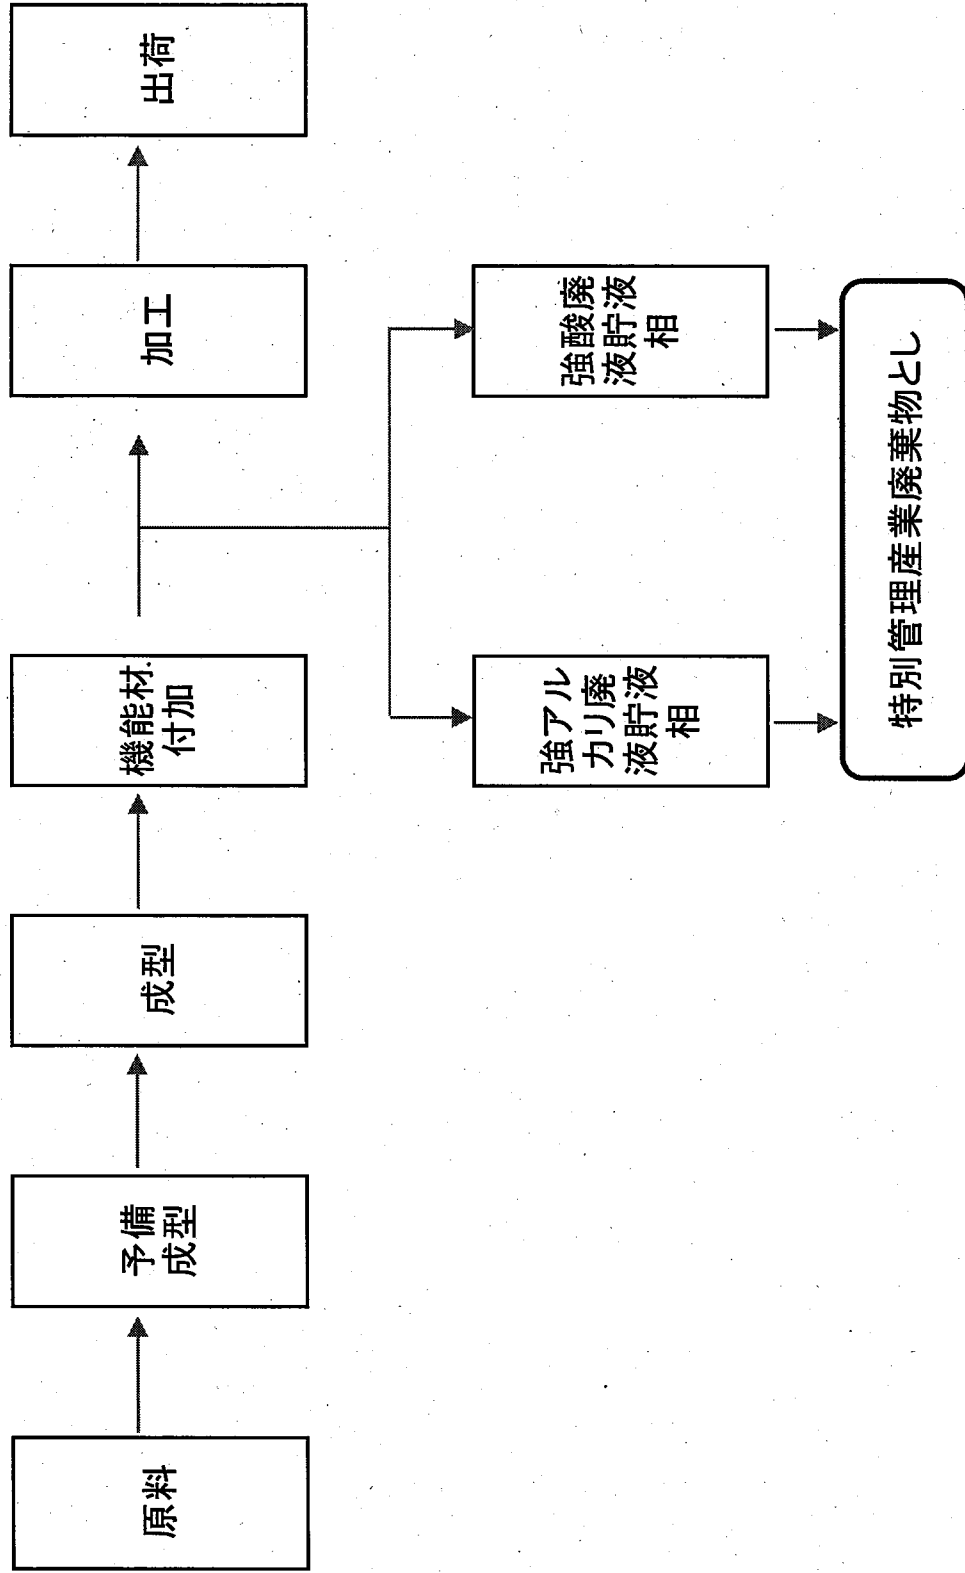 原料
予備
成型
成型
機能材
付加
加工
出荷
強アル
カリ廃
液貯液
相
強酸廃
液貯液
相
特別管理産業廃棄物とし